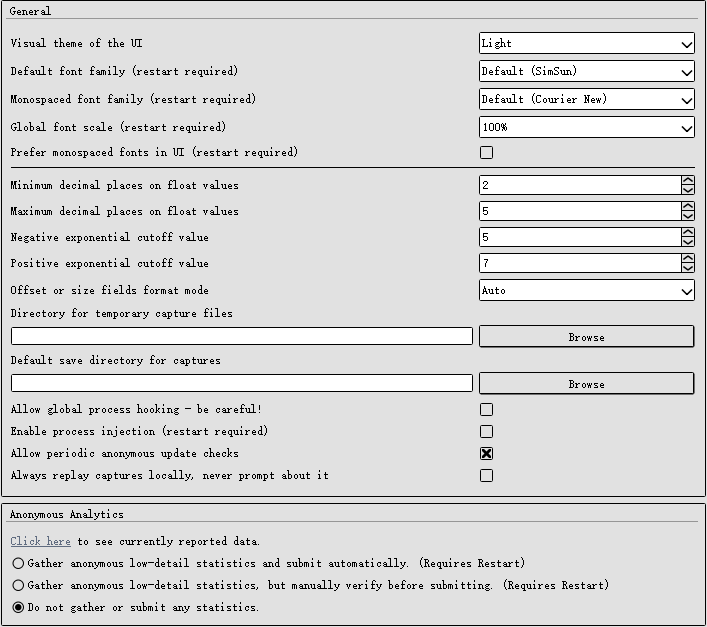 General
Visual theme of the UI Light
Default font family (restart required) Default (SimSun)
Monospaced font family (restart required) Default (Courier New)
Global font scale (restart required) 100%
Prefer monospaced fonts in UI (restart required)
Minimum decimal places on float values 2
Maximum decimal places on float values 5
Negative exponential cutoff value 5
Positive exponential cutoff value 7
Offset or size fields format mode Auto
Directory for temporary capture files
Browse
Default save directory for captures
Browse
Allow global process hooking - be careful!
Enable process injection (restart required)
Allow periodic anonymous update checks
Always replay captures locally, never prompt about it
Anonymous Analytics
Click here to see currently reported data.
Gather anonymous low-detail statistics and submit automatically. (Requires Restart)
Gather anonymous low-detail statistics, but manually verify before submitting. (Requires Restart)
Do not gather or submit any statistics.